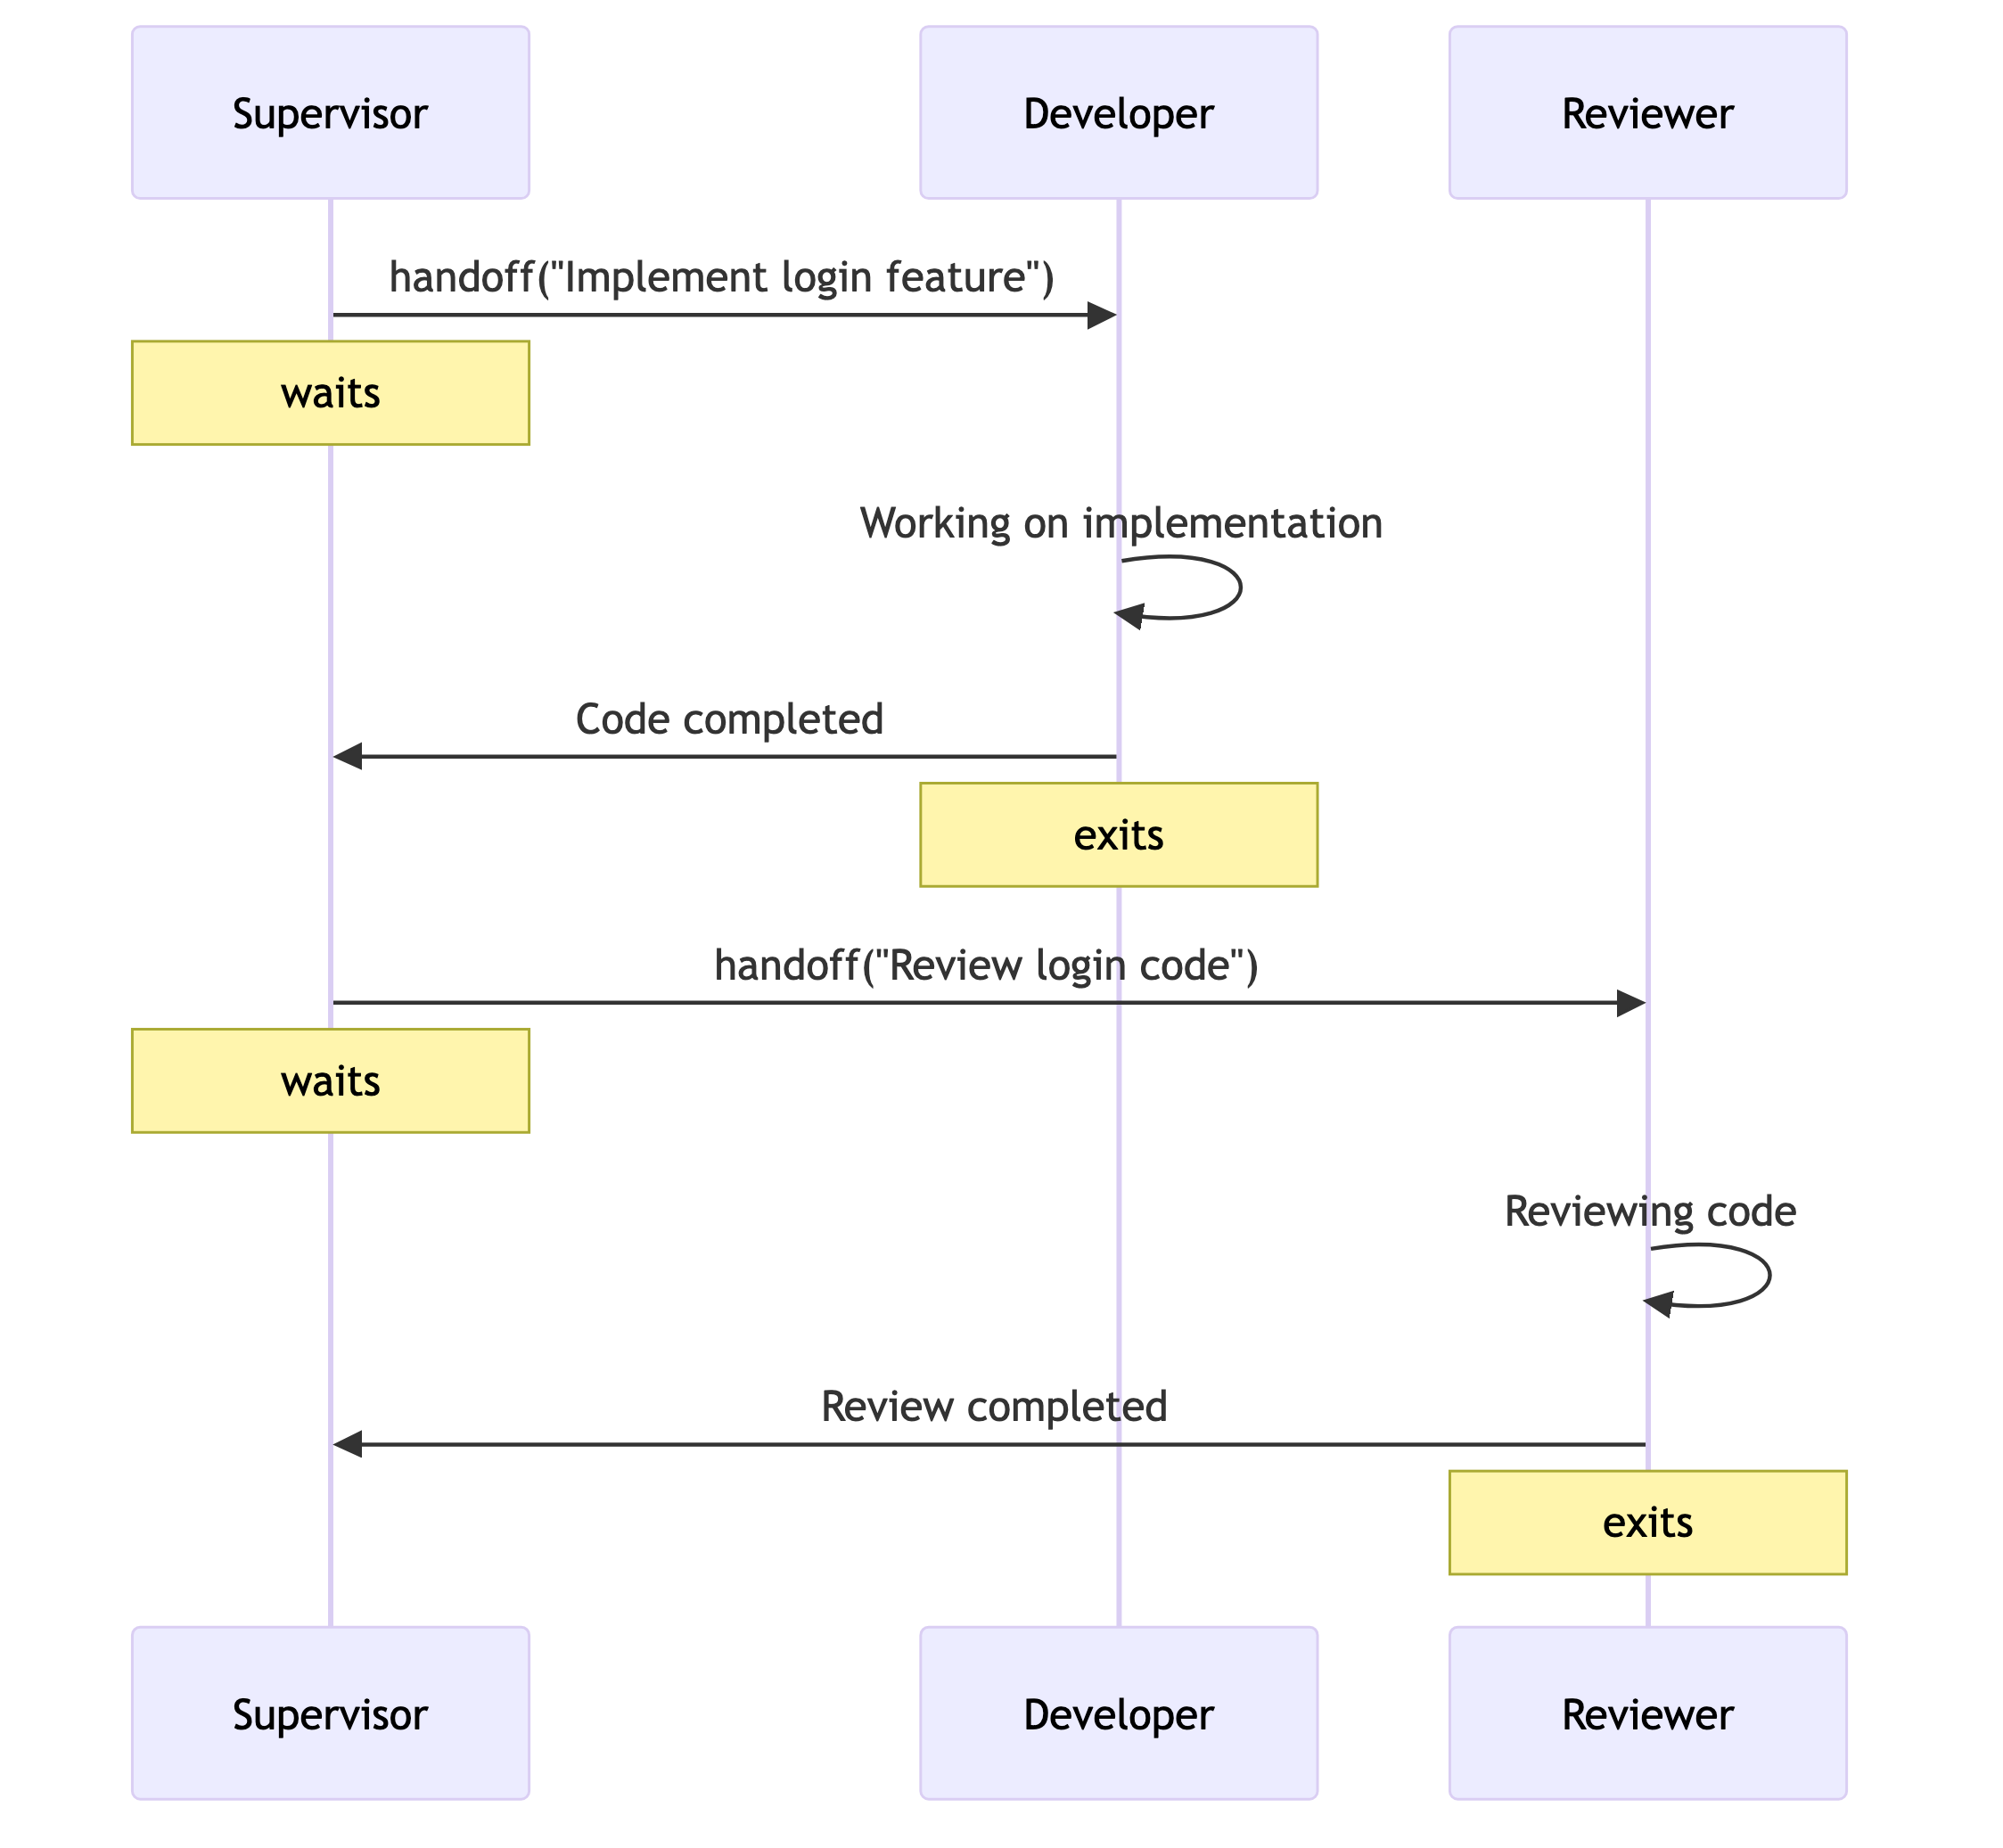 Supervisor
Developer
Reviewer
handoff("Implement login feature")
waits
Working on implementation
Code completed
exits
handoff("Review login code")
waits
Reviewing code
Review completed
exits
Supervisor
Developer
Reviewer